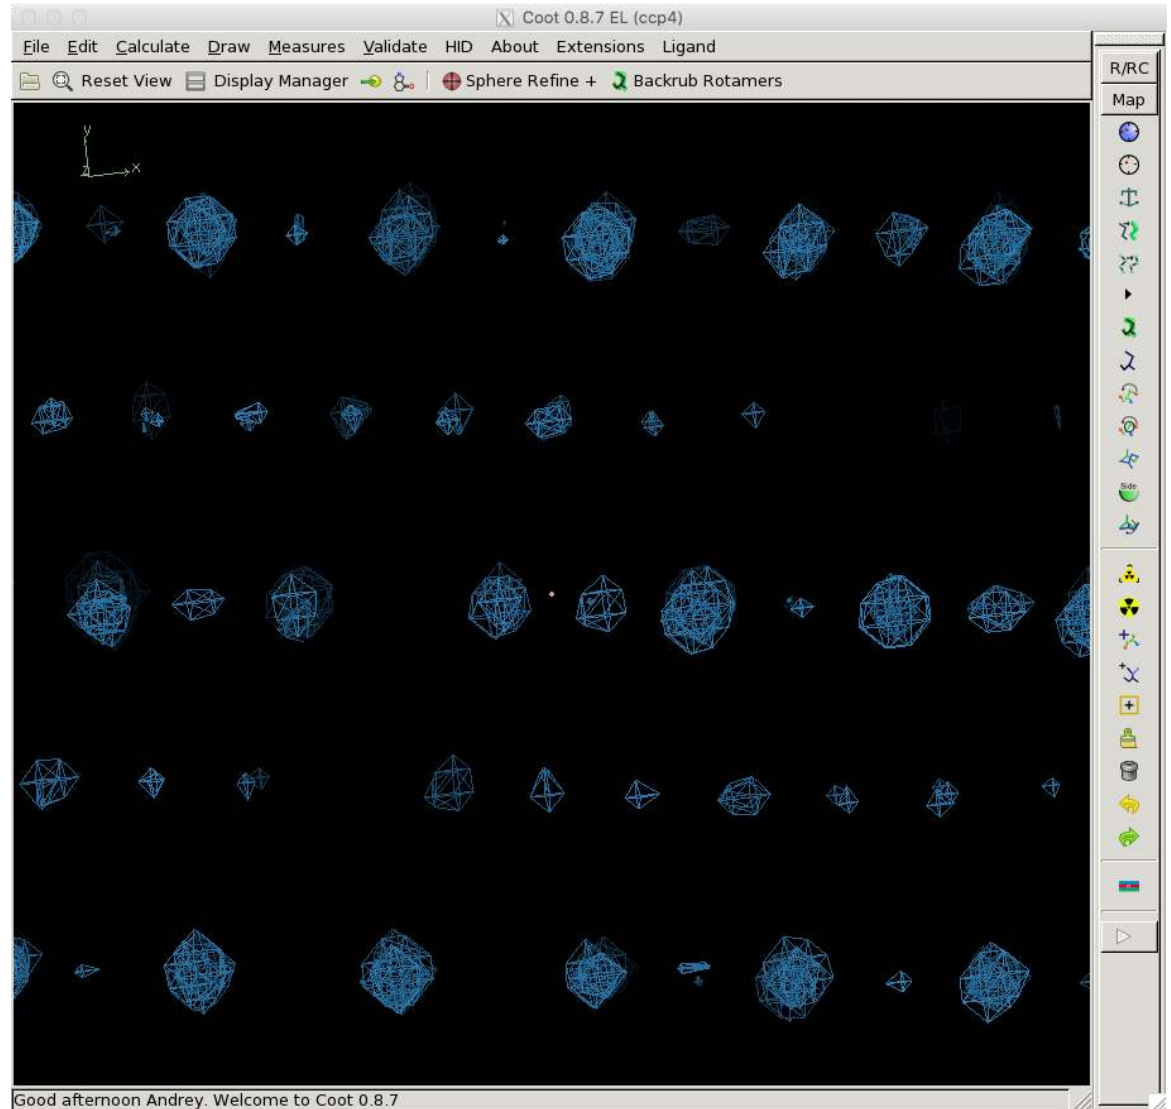 Coot 0.8.7 EL (ccp4)
File Edit Calculate Draw Measures Validate HID About Extensions Ligand
Reset View Display Manager Sphere Refine + Backrub Rotamers
R/RC
Map
y
x
z
Side
Good afternoon Andrey. Welcome to Coot 0.8.7